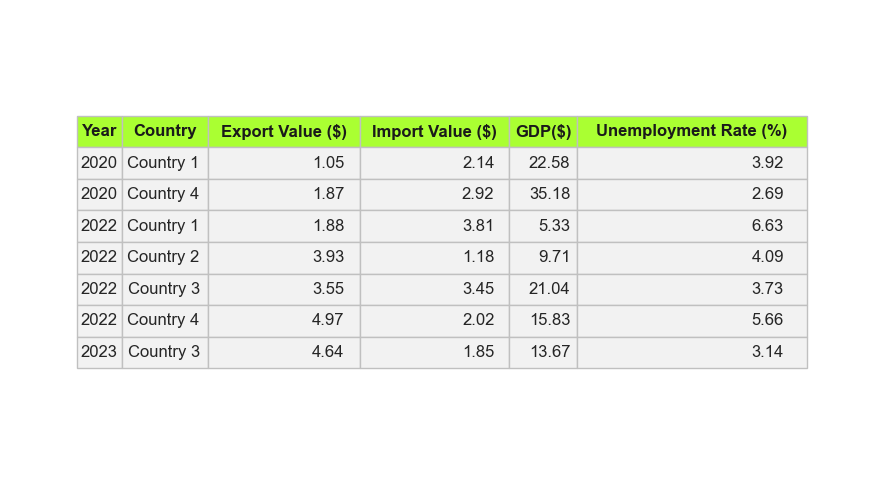 Year Country Export Value ($) Import Value ($) GDP($) Unemployment Rate (%)
2020 Country 1 1.05 2.14 22.58 3.92
2020 Country 4 1.87 2.92 35.18 2.69
2022 Country 1 1.88 3.81 5.33 6.63
2022 Country 2 3.93 1.18 9.71 4.09
2022 Country 3 3.55 3.45 21.04 3.73
2022 Country 4 4.97 2.02 15.83 5.66
2023 Country 3 4.64 1.85 13.67 3.14